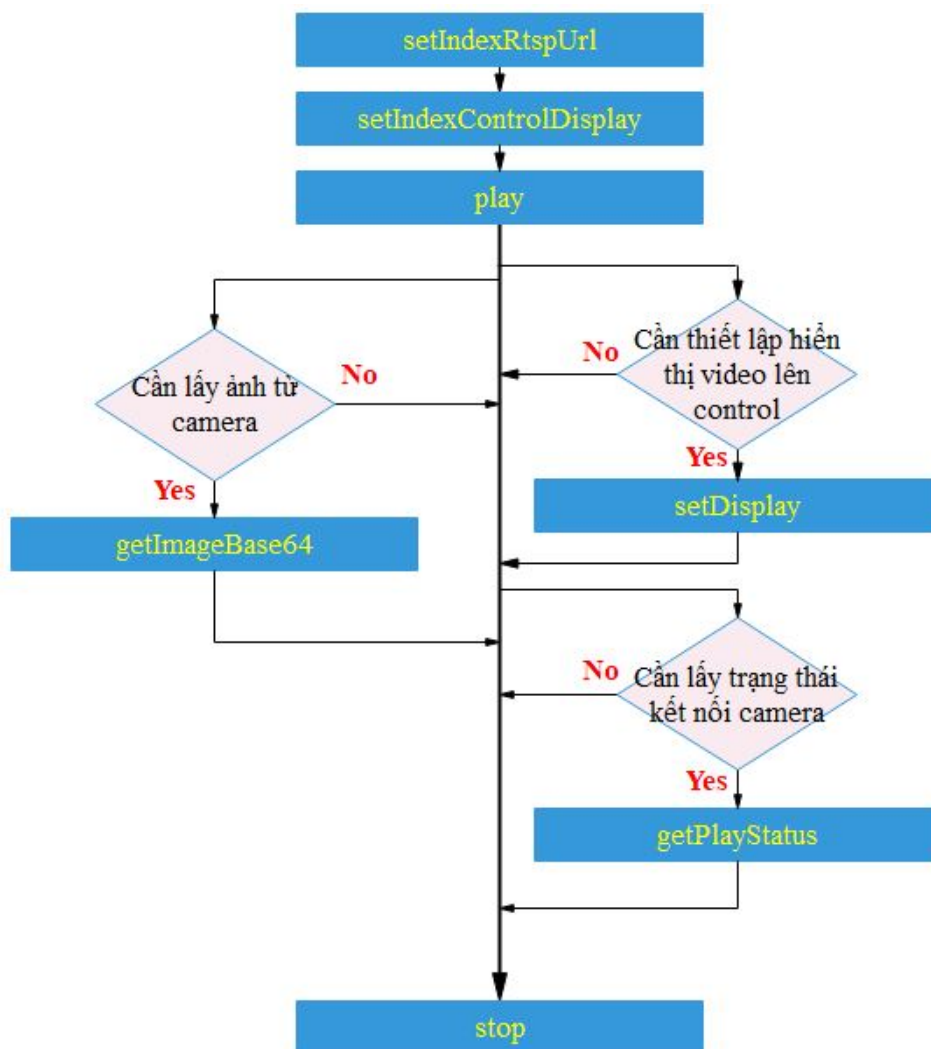 setIndexRtspUrl
setIndexControlDisplay
play
Cần thiết lập hiển
thị video lên
control
No
Cần lấy ảnh từ
camera
No
Yes
setDisplay
Yes
getImageBase64
Cần lấy trạng thái
kết nối camera
No
Yes
getPlayStatus
stop